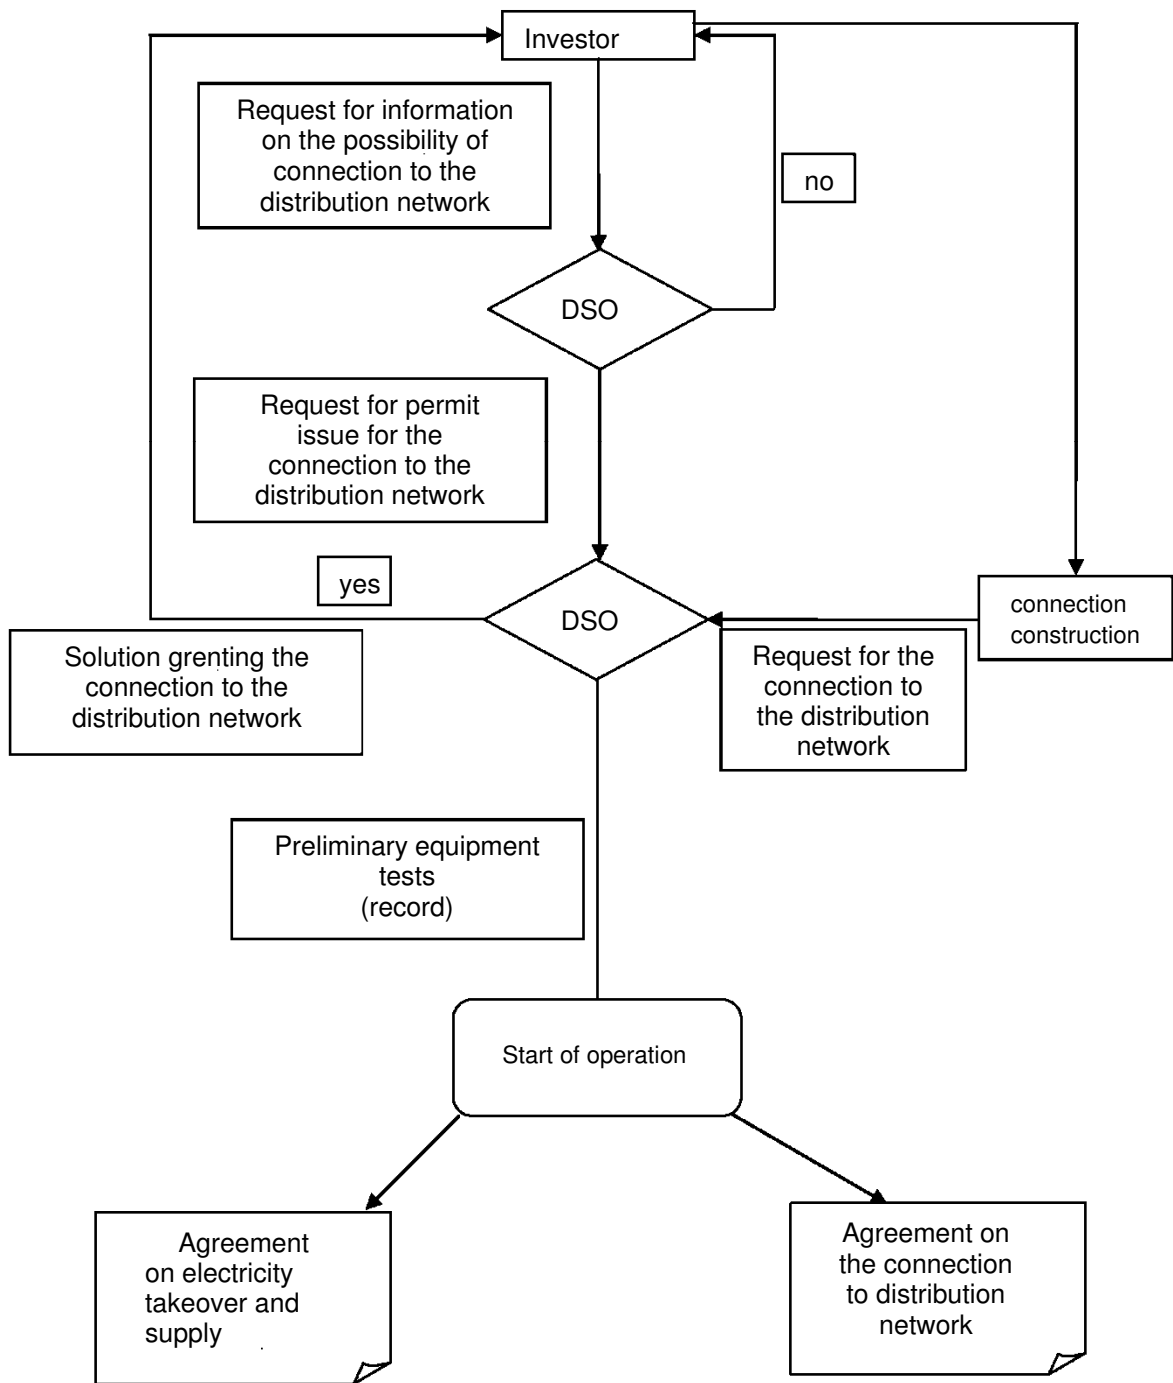 Investor
Request for information
on the possibility of
connection to the
distribution network
no
DSO
Request for permit
issue for the
connection to the
distribution network
yes
DSO
connection
construction
Solution grenting the
connection to the
distribution network
Request for the
connection to
the distribution
network
Preliminary equipment
tests
(record)
Start of operation
Agreement
on electricity
takeover and
supply
Agreement on
the connection
to distribution
network